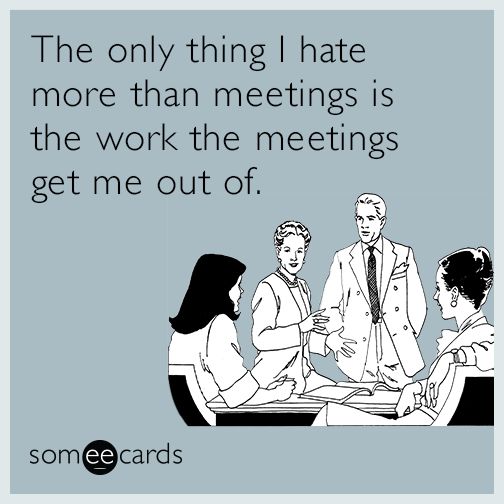 The only thing I hate
more than meetings is
the work the meetings
get me out of.
someecards